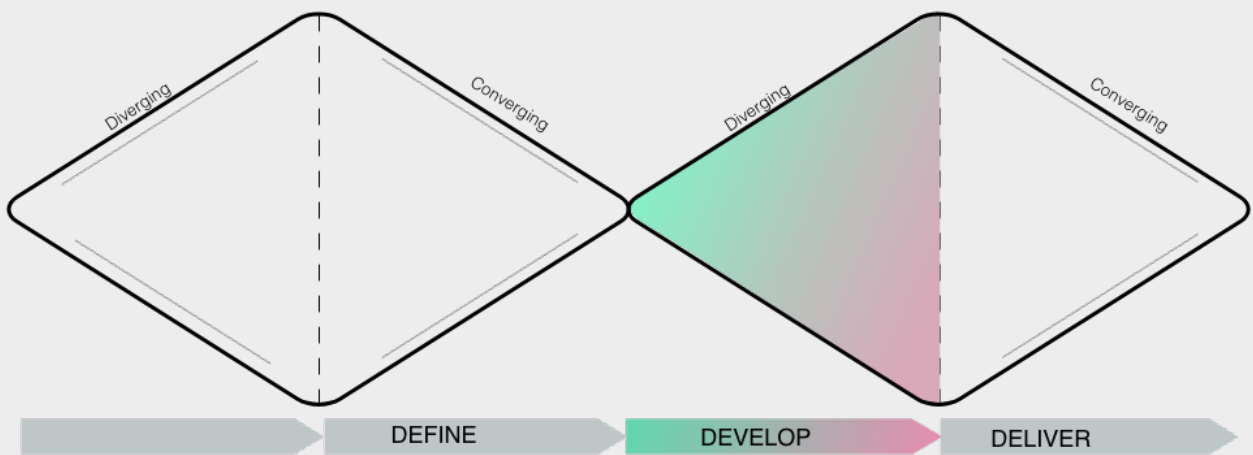 Diverging
Converging
Diverging
Converging
DEFINE
DEVELOP
DELIVER